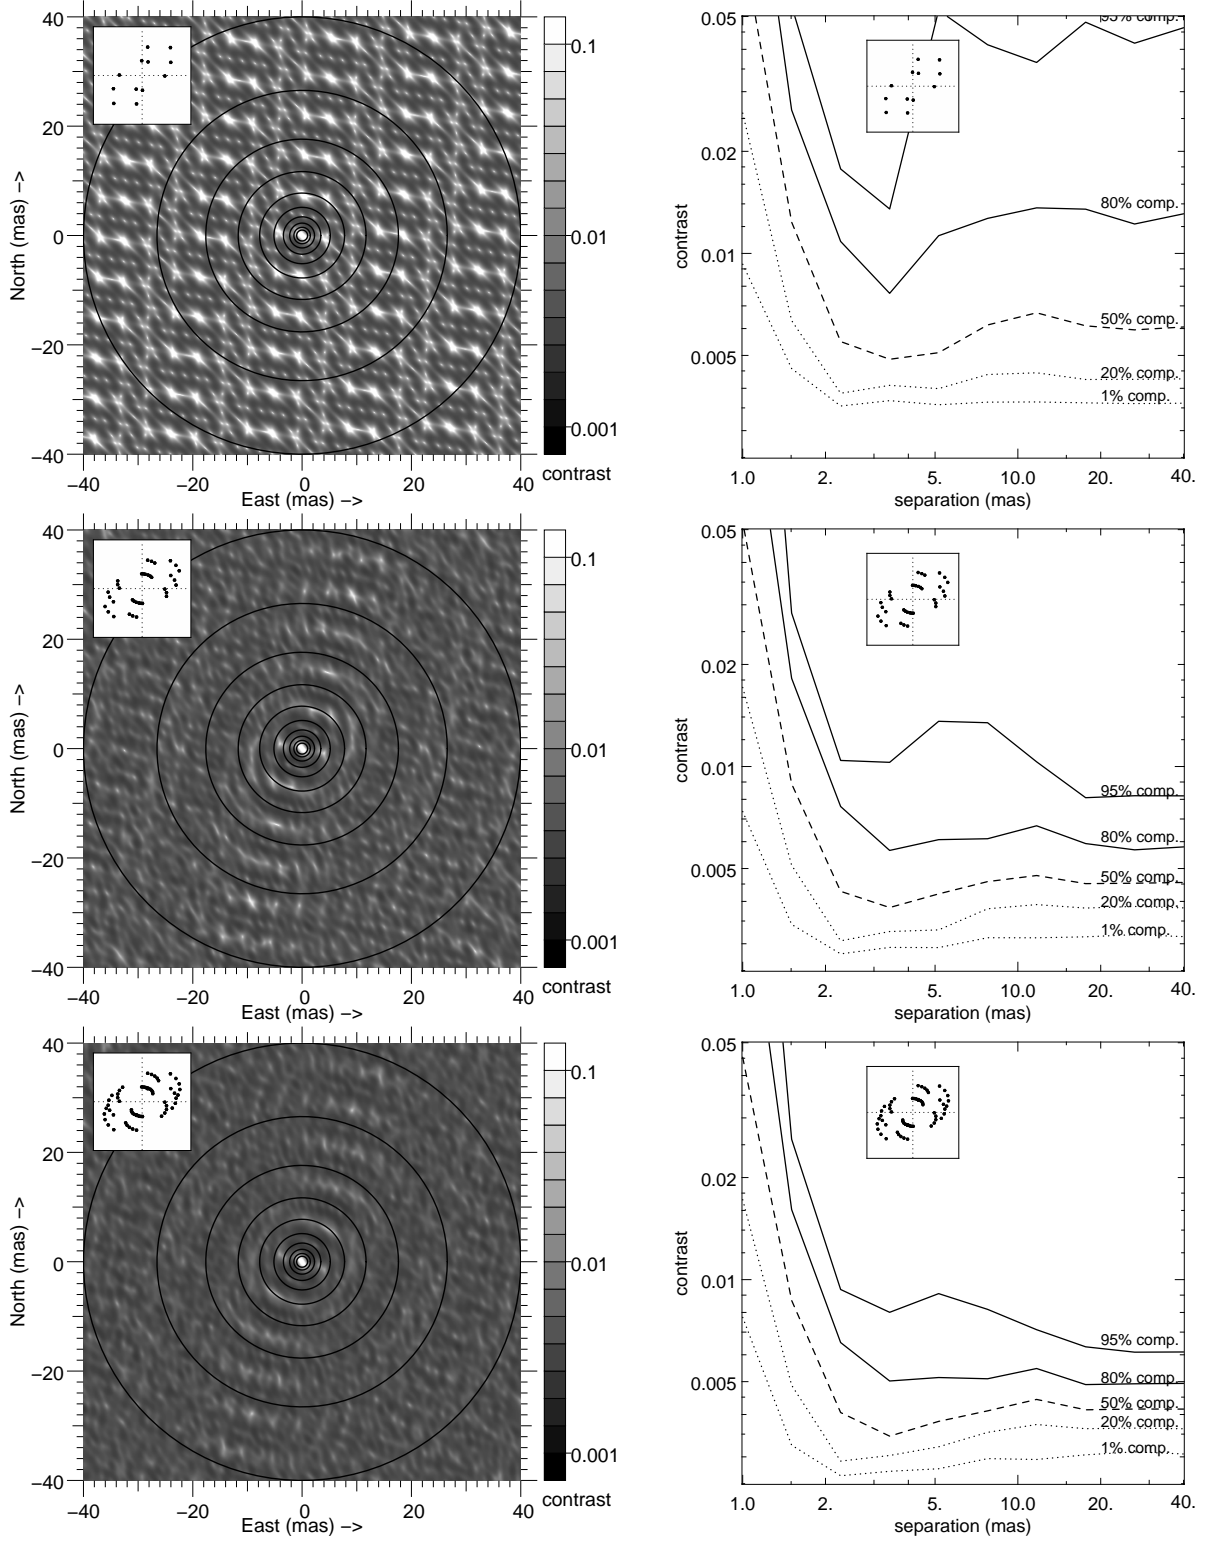 40
20
0
−20
−40
North (mas) −>
−40 −20 0 20 40
East (mas) −>
0.1
0.01
0.001
contrast
0.05
0.02
0.01
0.005
contrast
95% comp.
80% comp.
50% comp.
20% comp.
1% comp.
1.0 2. 5. 10.0 20. 40.
separation (mas)
40
20
0
−20
−40
North (mas) −>
−40 −20 0 20 40
East (mas) −>
0.1
0.01
0.001
contrast
0.05
0.02
0.01
0.005
contrast
95% comp.
80% comp.
50% comp.
20% comp.
1% comp.
1.0 2. 5. 10.0 20. 40.
separation (mas)
40
20
0
−20
−40
North (mas) −>
−40 −20 0 20 40
East (mas) −>
0.1
0.01
0.001
contrast
0.05
0.02
0.01
0.005
contrast
95% comp.
80% comp.
50% comp.
20% comp.
1% comp.
1.0 2. 5. 10.0 20. 40.
separation (mas)